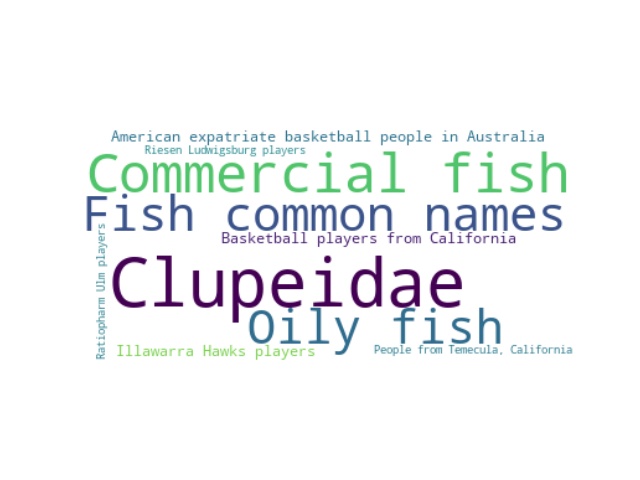 American expatriate basketball people in Australia
Riesen Ludwigsburg players
Commercial fish
Fish common names
Basketball players from California
Ratiopharm Ulm players
Clupeidae
Oily fish
Illawarra Hawks players
People from Temecula, California